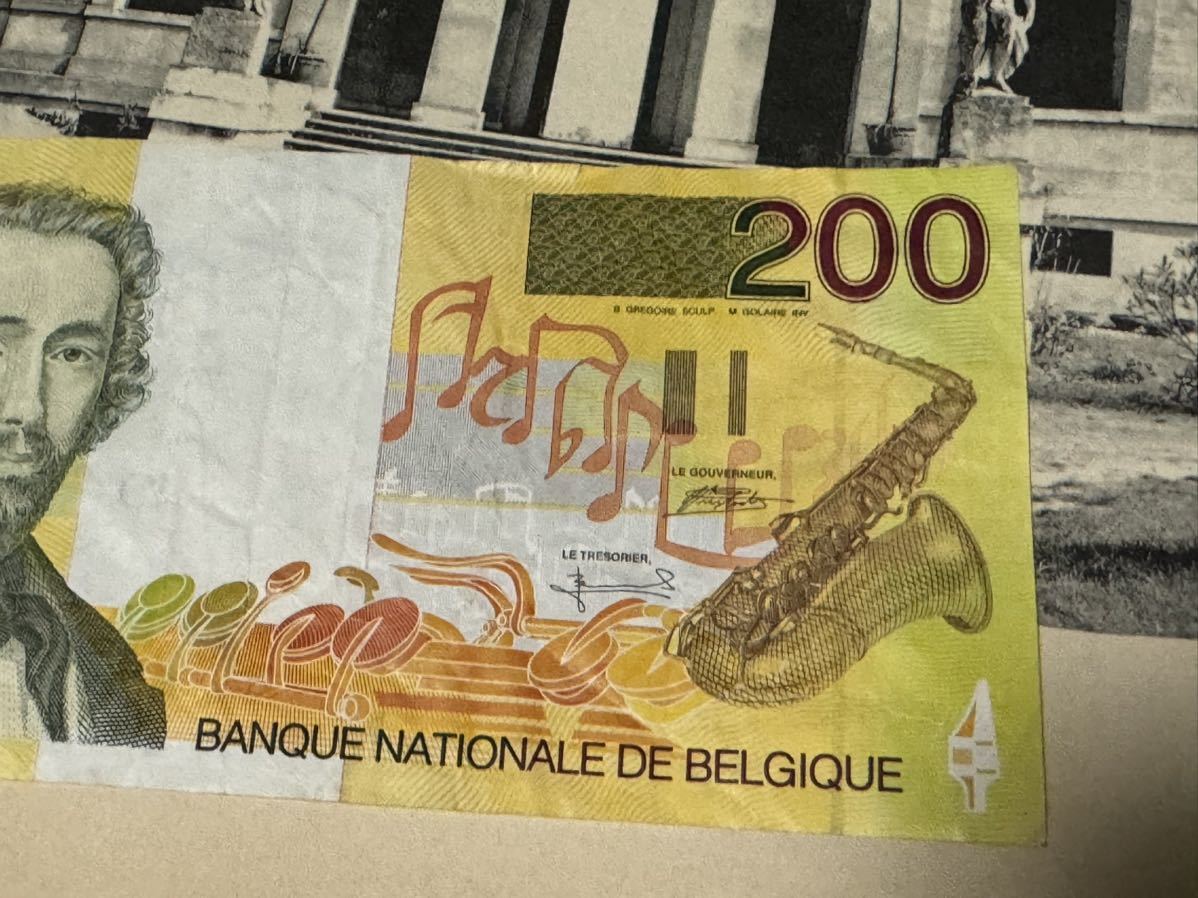 200
B GREGOIRE SCULP. M GOLAIRE INV
LE GOUVERNEUR,
LE TRESORIER,
BANQUE NATIONALE DE BELGIQUE